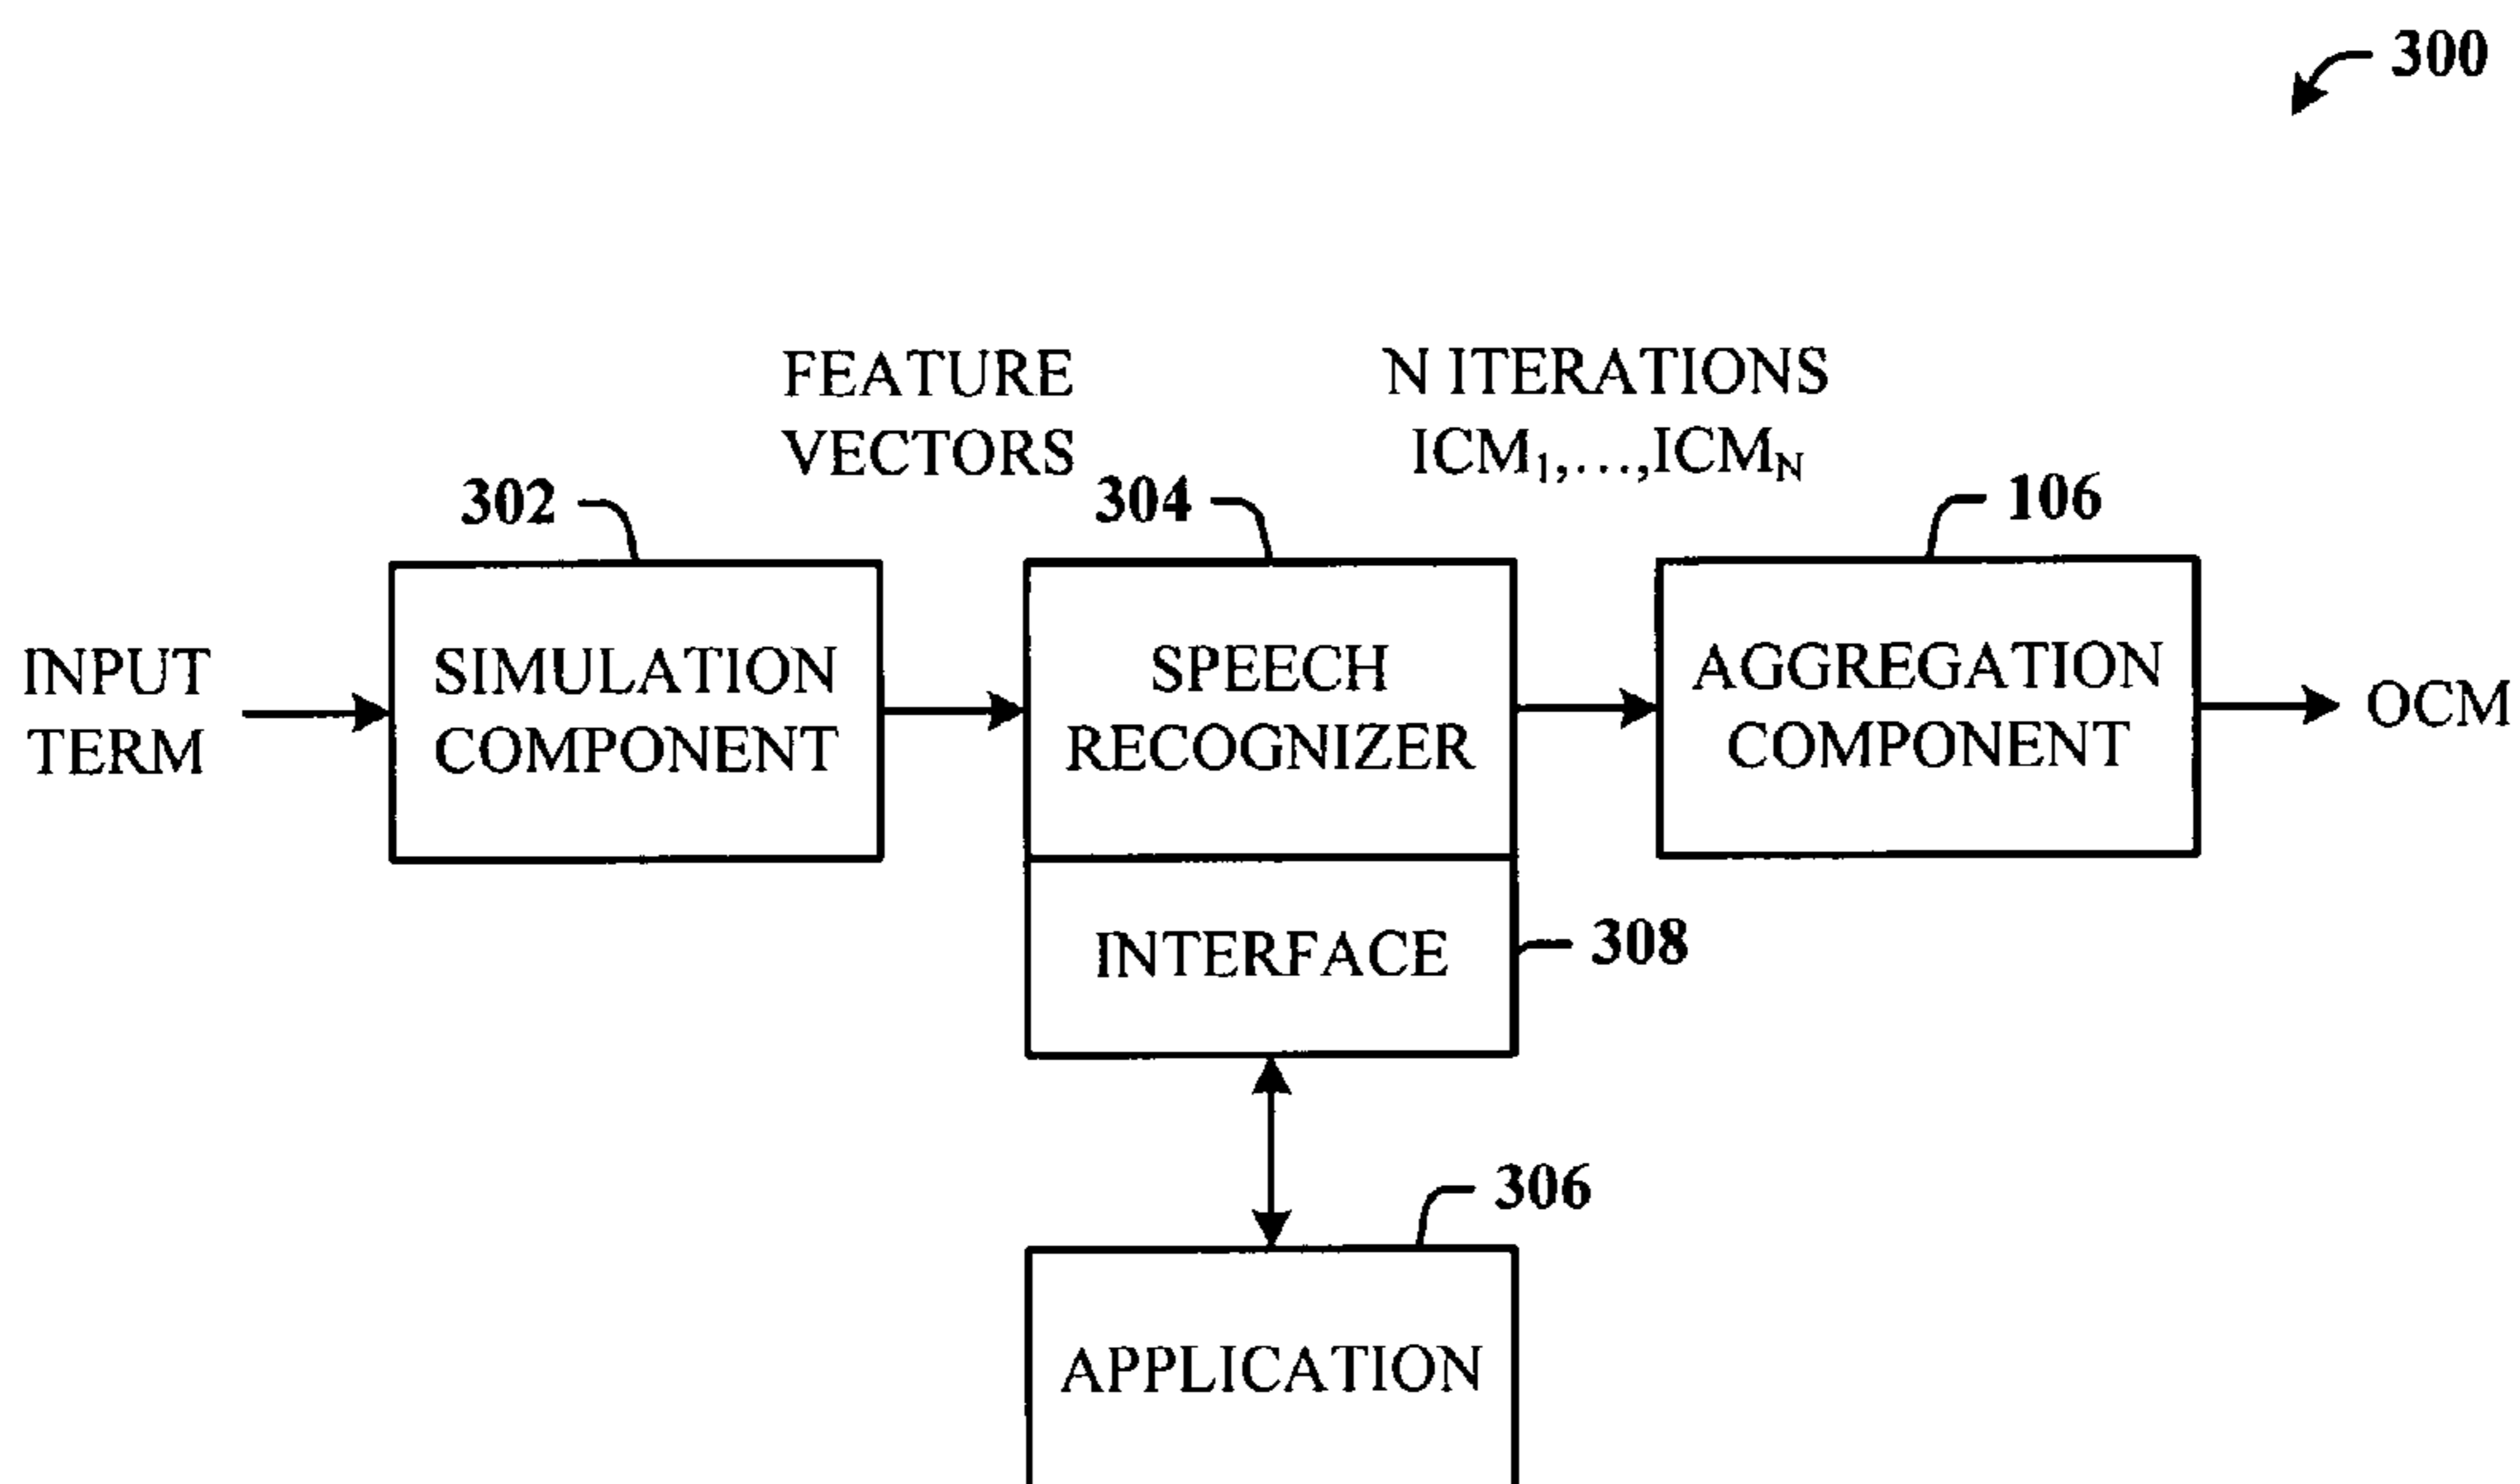 300
FEATURE
VECTORS
N ITERATIONS
ICM1,...,ICMN
302
304
106
INPUT
TERM
SIMULATION
COMPONENT
SPEECH
RECOGNIZER
AGGREGATION
COMPONENT
OCM
INTERFACE
308
306
APPLICATION